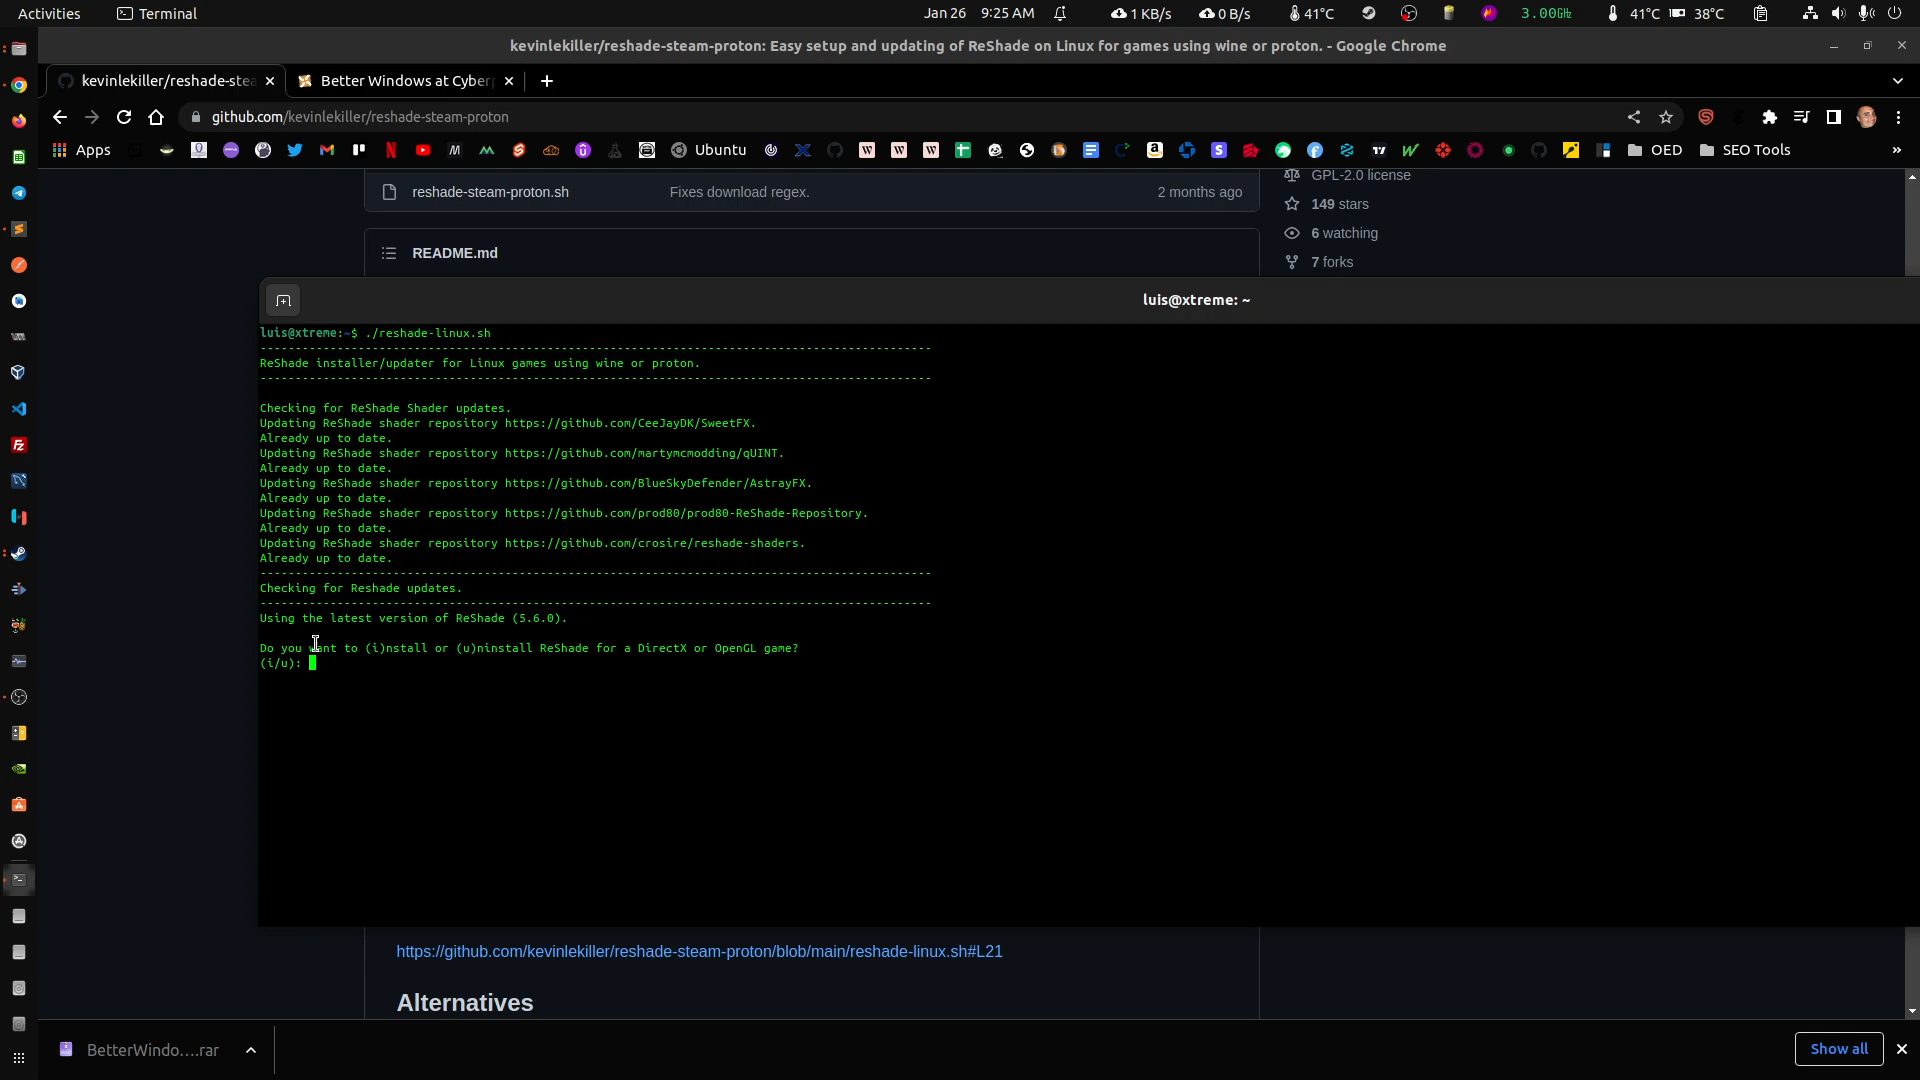 Activities
Terminal
Jan 26 9:25 AM
1 KB/s
0 B/s
41°C
3.00GHz
41°C
38°C
kevinlekiller/reshade-steam-proton: Easy setup and updating of ReShade on Linux for games using wine or proton. - Google Chrome
kevinlekiller/reshade-stea
Better Windows at Cyberp
github.com/kevinlekiller/reshade-steam-proton
Apps
Ubuntu
OED
SEO Tools
»
reshade-steam-proton.sh
Fixes download regex.
2 months ago
GPL-2.0 license
149 stars
6 watching
7 forks
README.md
luis@xtreme: ~
luis@xtreme:~$ ./reshade-linux.sh
------------------------------------------------------------------------------------------------
ReShade installer/updater for Linux games using wine or proton.
------------------------------------------------------------------------------------------------
Checking for ReShade Shader updates.
Updating ReShade shader repository https://github.com/CeeJayDK/SweetFX.
Already up to date.
Updating ReShade shader repository https://github.com/martymcmodding/qUINT.
Already up to date.
Updating ReShade shader repository https://github.com/BlueSkyDefender/AstrayFX.
Already up to date.
Updating ReShade shader repository https://github.com/prod80/prod80-ReShade-Repository.
Already up to date.
Updating ReShade shader repository https://github.com/crosire/reshade-shaders.
Already up to date.
------------------------------------------------------------------------------------------------
Checking for Reshade updates.
------------------------------------------------------------------------------------------------
Using the latest version of ReShade (5.6.0).
Do you want to (i)nstall or (u)ninstall ReShade for a DirectX or OpenGL game?
(i/u):
https://github.com/kevinlekiller/reshade-steam-proton/blob/main/reshade-linux.sh#L21
Alternatives
BetterWindo....rar
Show all